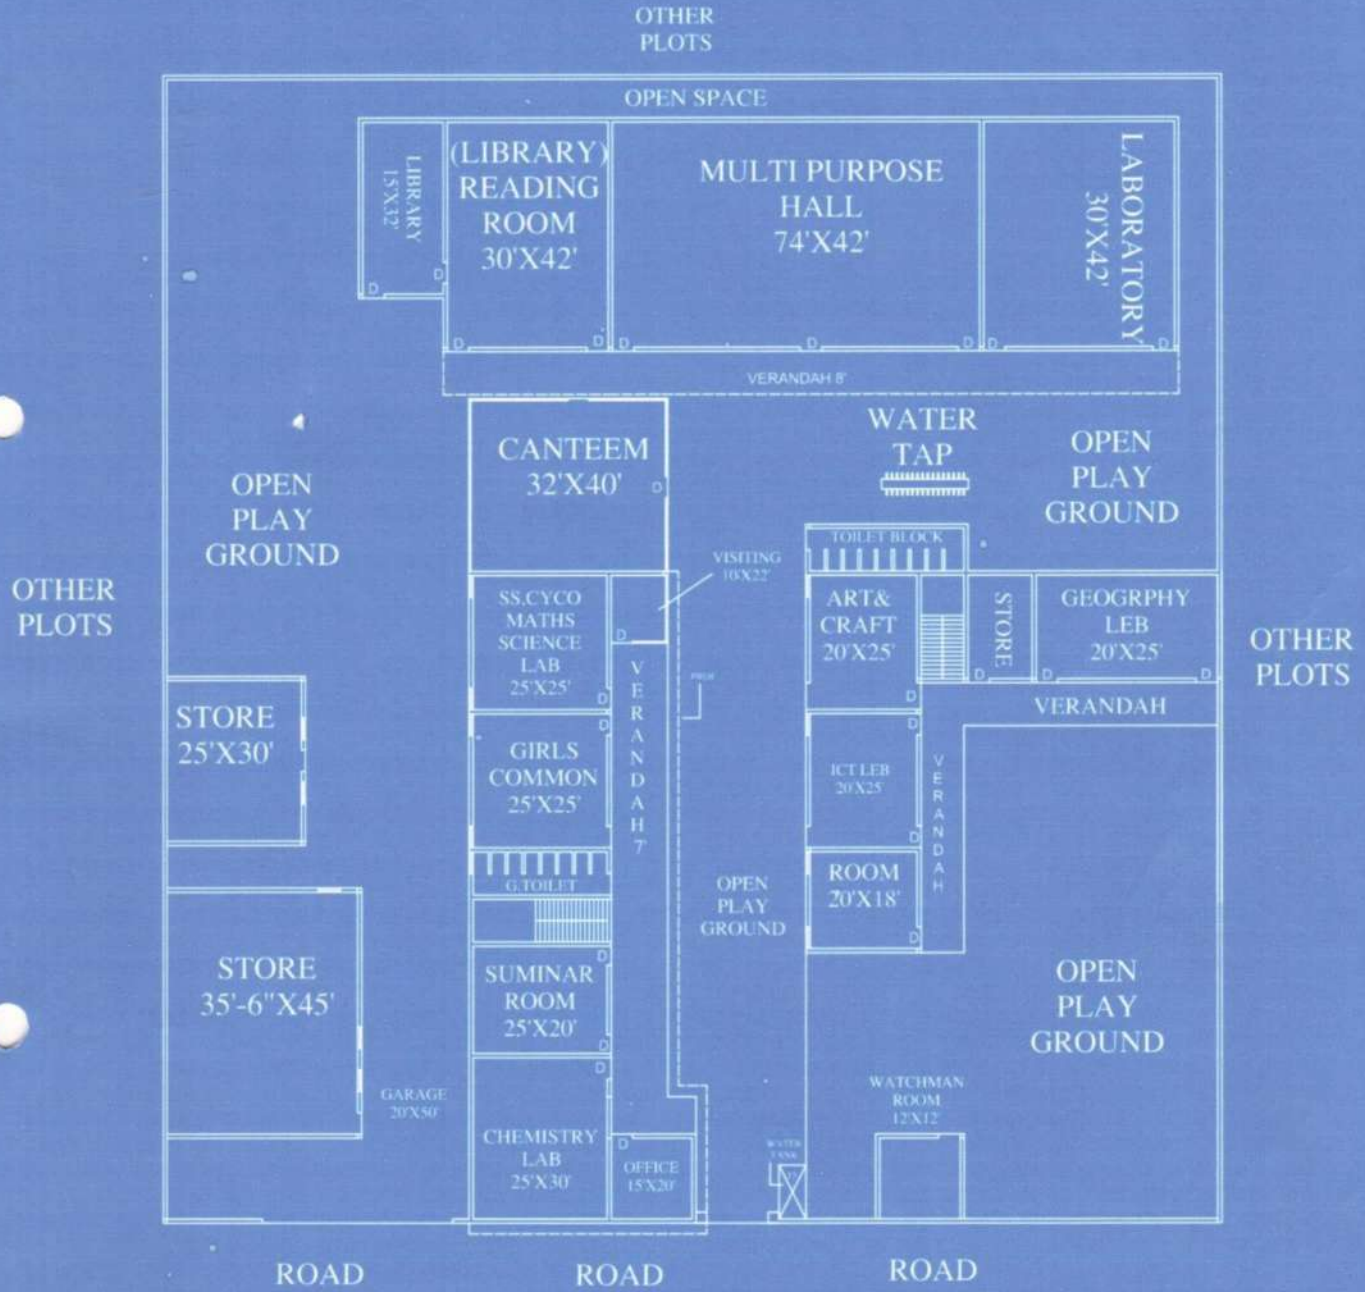 OTHER
PLOTS
OPEN SPACE
LIBRARY
15'X32'
(LIBRARY)
READING
ROOM
30'X42'
MULTI PURPOSE
HALL
74'X42'
LABORATORY
30'X42'
D
D
D
D
D
D
D
D
D
VERANDAH 8'
CANTEEM
32'X40'
D
WATER
TAP
OPEN
PLAY
GROUND
OPEN
PLAY
GROUND
OTHER
PLOTS
OTHER
PLOTS
VISITING
10'X22'
TOILET BLOCK
SS.CYCO
MATHS
SCIENCE
LAB
25'X25'
D
D
VERANDAH 7'
ART&
CRAFT
20'X25'
D
STORE
D
GEOGRPHY
LEB
20'X25'
D
D
VERANDAH
STORE
25'X30'
GIRLS
COMMON
25'X25'
D
ICT LEB
20'X25'
D
D
VERANDAH
G.TOILET
OPEN
PLAY
GROUND
ROOM
20'X18'
D
STORE
35'-6"X45'
SUMINAR
ROOM
25'X20'
D
D
OPEN
PLAY
GROUND
GARAGE
20'X50'
WATCHMAN
ROOM
12'X12'
CHEMISTRY
LAB
25'X30'
D
OFFICE
15'X20'
D
WATER
TANK
ROAD
ROAD
ROAD